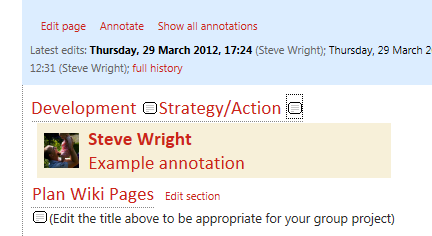 Edit page Annotate Show all annotations
Latest edits: Thursday, 29 March 2012, 17:24 (Steve Wright); Thursday, 29 March 2
12:31 (Steve Wright); full history
Development Strategy/Action
Steve Wright
Example annotation
Plan Wiki Pages Edit section
(Edit the title above to be appropriate for your group project)